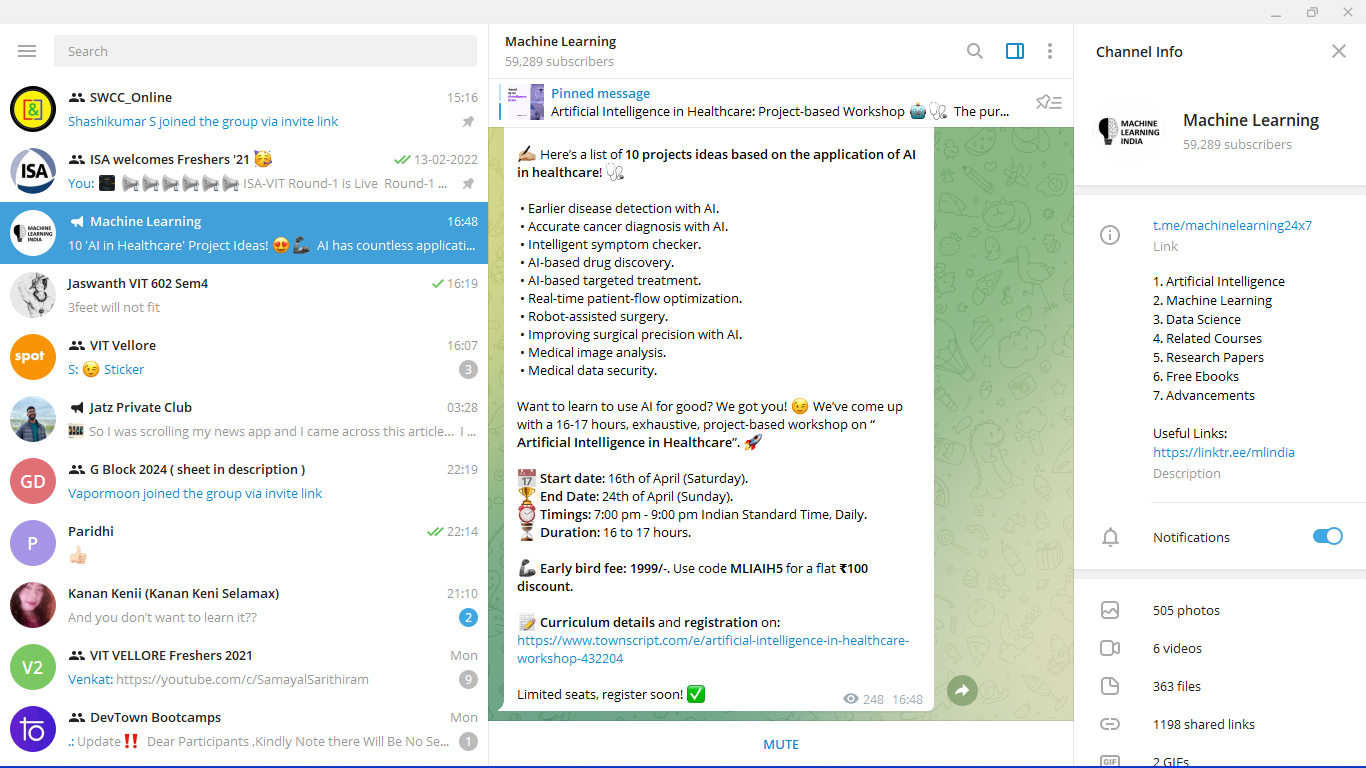 Search
SWCC_Online 15:16
Shashikumar S joined the group via invite link
ISA
ISA welcomes Freshers '21 🥳 13-02-2022
You: ISA-VIT Round-1 is Live Round-1 ...
MACHINE
LEARNING
INDIA
Machine Learning 16:48
10 'AI in Healthcare' Project Ideas! 😍🦾 AI has countless applicati...
Jaswanth VIT 602 Sem4 16:19
3feet will not fit
spot
VIT Vellore 16:07
S: 😉 Sticker 3
Jatz Private Club 03:28
So I was scrolling my news app and I came across this article... I ...
GD
G Block 2024 ( sheet in description ) 22:19
Vapormoon joined the group via invite link
P
Paridhi 22:14
👍🏻
Kanan Kenii (Kanan Keni Selamax) 21:10
And you don't want to learn it?? 2
V2
VIT VELLORE Freshers 2021 Mon
Venkat: https://youtube.com/c/SamayalSarithiram 9
DevTown Bootcamps Mon
.: Update ‼️ Dear Participants ,Kindly Note there Will Be No Se... 1
Machine Learning
59,289 subscribers
Pinned message
Artificial Intelligence in Healthcare: Project-based Workshop 🤖🩺 The pur...
✍🏻 Here's a list of 10 projects ideas based on the application of AI
in healthcare! 🩺
• Earlier disease detection with AI.
• Accurate cancer diagnosis with AI.
• Intelligent symptom checker.
• AI-based drug discovery.
• AI-based targeted treatment.
• Real-time patient-flow optimization.
• Robot-assisted surgery.
• Improving surgical precision with AI.
• Medical image analysis.
• Medical data security.
Want to learn to use AI for good? We got you! 😉 We've come up
with a 16-17 hours, exhaustive, project-based workshop on "
Artificial Intelligence in Healthcare". 🚀
📅 Start date: 16th of April (Saturday).
🏆 End Date: 24th of April (Sunday).
⏰ Timings: 7:00 pm - 9:00 pm Indian Standard Time, Daily.
⏳ Duration: 16 to 17 hours.
🦾 Early bird fee: 1999/-. Use code MLIAIH5 for a flat ₹100
discount.
📝 Curriculum details and registration on:
https://www.townscript.com/e/artificial-intelligence-in-healthcare-
workshop-432204
Limited seats, register soon! ✅
248 16:48
MUTE
Channel Info
MACHINE
LEARNING
INDIA
Machine Learning
59,289 subscribers
t.me/machinelearning24x7
Link
1. Artificial Intelligence
2. Machine Learning
3. Data Science
4. Related Courses
5. Research Papers
6. Free Ebooks
7. Advancements
Useful Links:
https://linktr.ee/mlindia
Description
Notifications
505 photos
6 videos
363 files
1198 shared links
GIF 2 GIFs